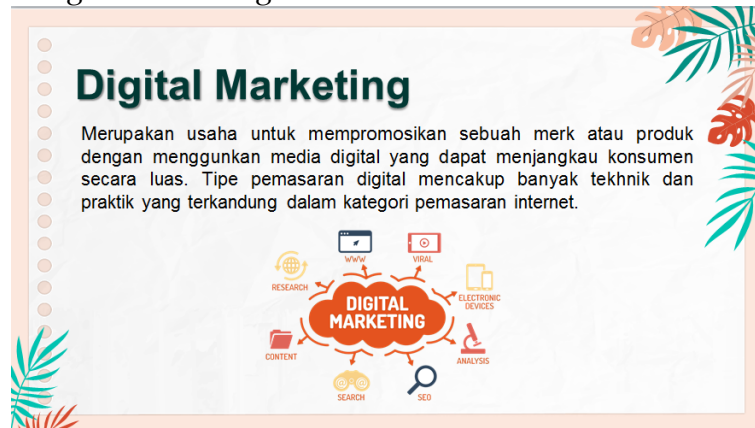 Digital Marketing
Merupakan usaha untuk mempromosikan sebuah merk atau produk
dengan menggunkan media digital yang dapat menjangkau konsumen
secara luas. Tipe pemasaran digital mencakup banyak tekhnik dan
praktik yang terkandung dalam kategori pemasaran internet.
WWW
VIRAL
RESEARCH
ELECTRONIC
DEVICES
DIGITAL
MARKETING
CONTENT
ANALYSIS
SEARCH
SEO